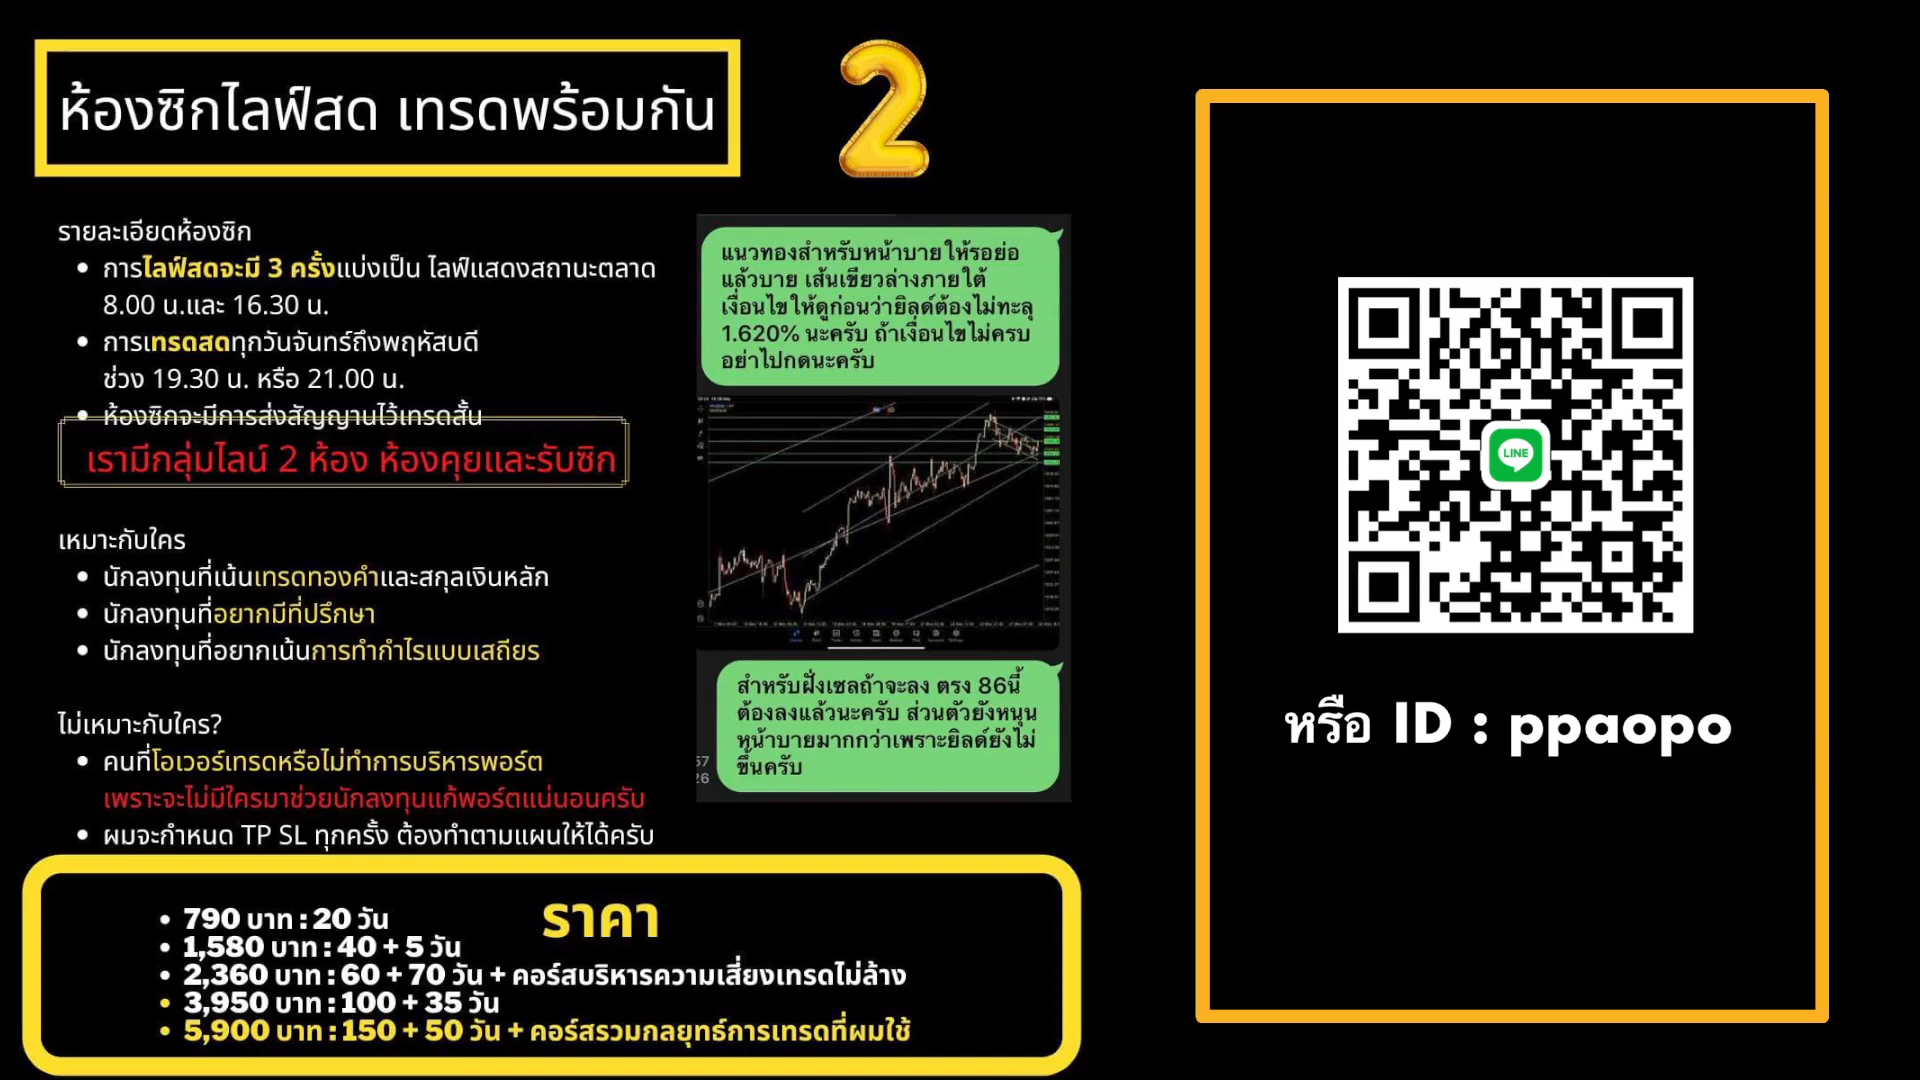 ห้องซิกไลฟ์สด เทรดพร้อมกัน
2
รายละเอียดห้องซิก
การไลฟ์สดจะมี 3 ครั้งแบ่งเป็น ไลฟ์แสดงสถานะตลาด
8.00 น.และ 16.30 น.
การเทรดสดทุกวันจันทร์ถึงพฤหัสบดี
ช่วง 19.30 น. หรือ 21.00 น.
ห้องซิกจะมีการส่งสัญญานไว้เทรดสั้น
เรามีกลุ่มไลน์ 2 ห้อง ห้องคุยและรับซิก
เหมาะกับใคร
นักลงทุนที่เน้นเทรดทองคำและสกุลเงินหลัก
นักลงทุนที่อยากมีที่ปรึกษา
นักลงทุนที่อยากเน้นการทำกำไรแบบเสถียร
ไม่เหมาะกับใคร?
คนที่โอเวอร์เทรดหรือไม่ทำการบริหารพอร์ต
เพราะจะไม่มีใครมาช่วยนักลงทุนแก้พอร์ตแน่นอนครับ
ผมจะกำหนด TP SL ทุกครั้ง ต้องทำตามแผนให้ได้ครับ
แนวทองสำหรับหน้าบายให้รอย่อ
แล้วบาย เส้นเขียวล่างภายใต้
เงื่อนไขให้ดูก่อนว่ายิลด์ต้องไม่ทะลุ
1.620% นะครับ ถ้าเงื่อนไขไม่ครบ
อย่าไปกดนะครับ
สำหรับฝั่งเซลถ้าจะลง ตรง 86นี้
ต้องลงแล้วนะครับ ส่วนตัวยังหนุน
หน้าบายมากกว่าเพราะยิลด์ยังไม่
ขึ้นครับ
ราคา
790 บาท : 20 วัน
1,580 บาท : 40 + 5 วัน
2,360 บาท : 60 + 70 วัน + คอร์สบริหารความเสี่ยงเทรดไม่ล้าง
3,950 บาท : 100 + 35 วัน
5,900 บาท : 150 + 50 วัน + คอร์สรวมกลยุทธ์การเทรดที่ผมใช้
LINE
หรือ ID : ppaopo